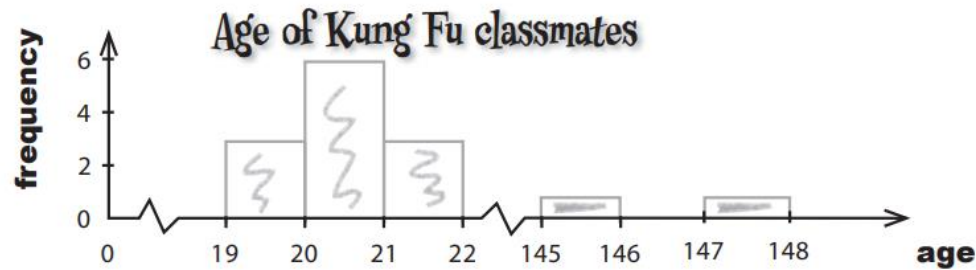 Age of Kung Fu classmates
frequency
6
4
2
0
0 19 20 21 22 145 146 147 148 age